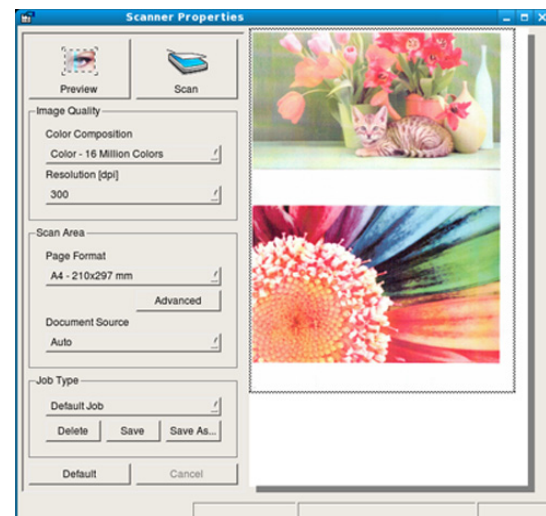 Scanner Properties
Preview
Scan
Image Quality
Color Composition
Color - 16 Million Colors
Resolution [dpi]
300
Scan Area
Page Format
A4 - 210x297 mm
Advanced
Document Source
Auto
Job Type
Default Job
Delete
Save
Save As...
Default
Cancel